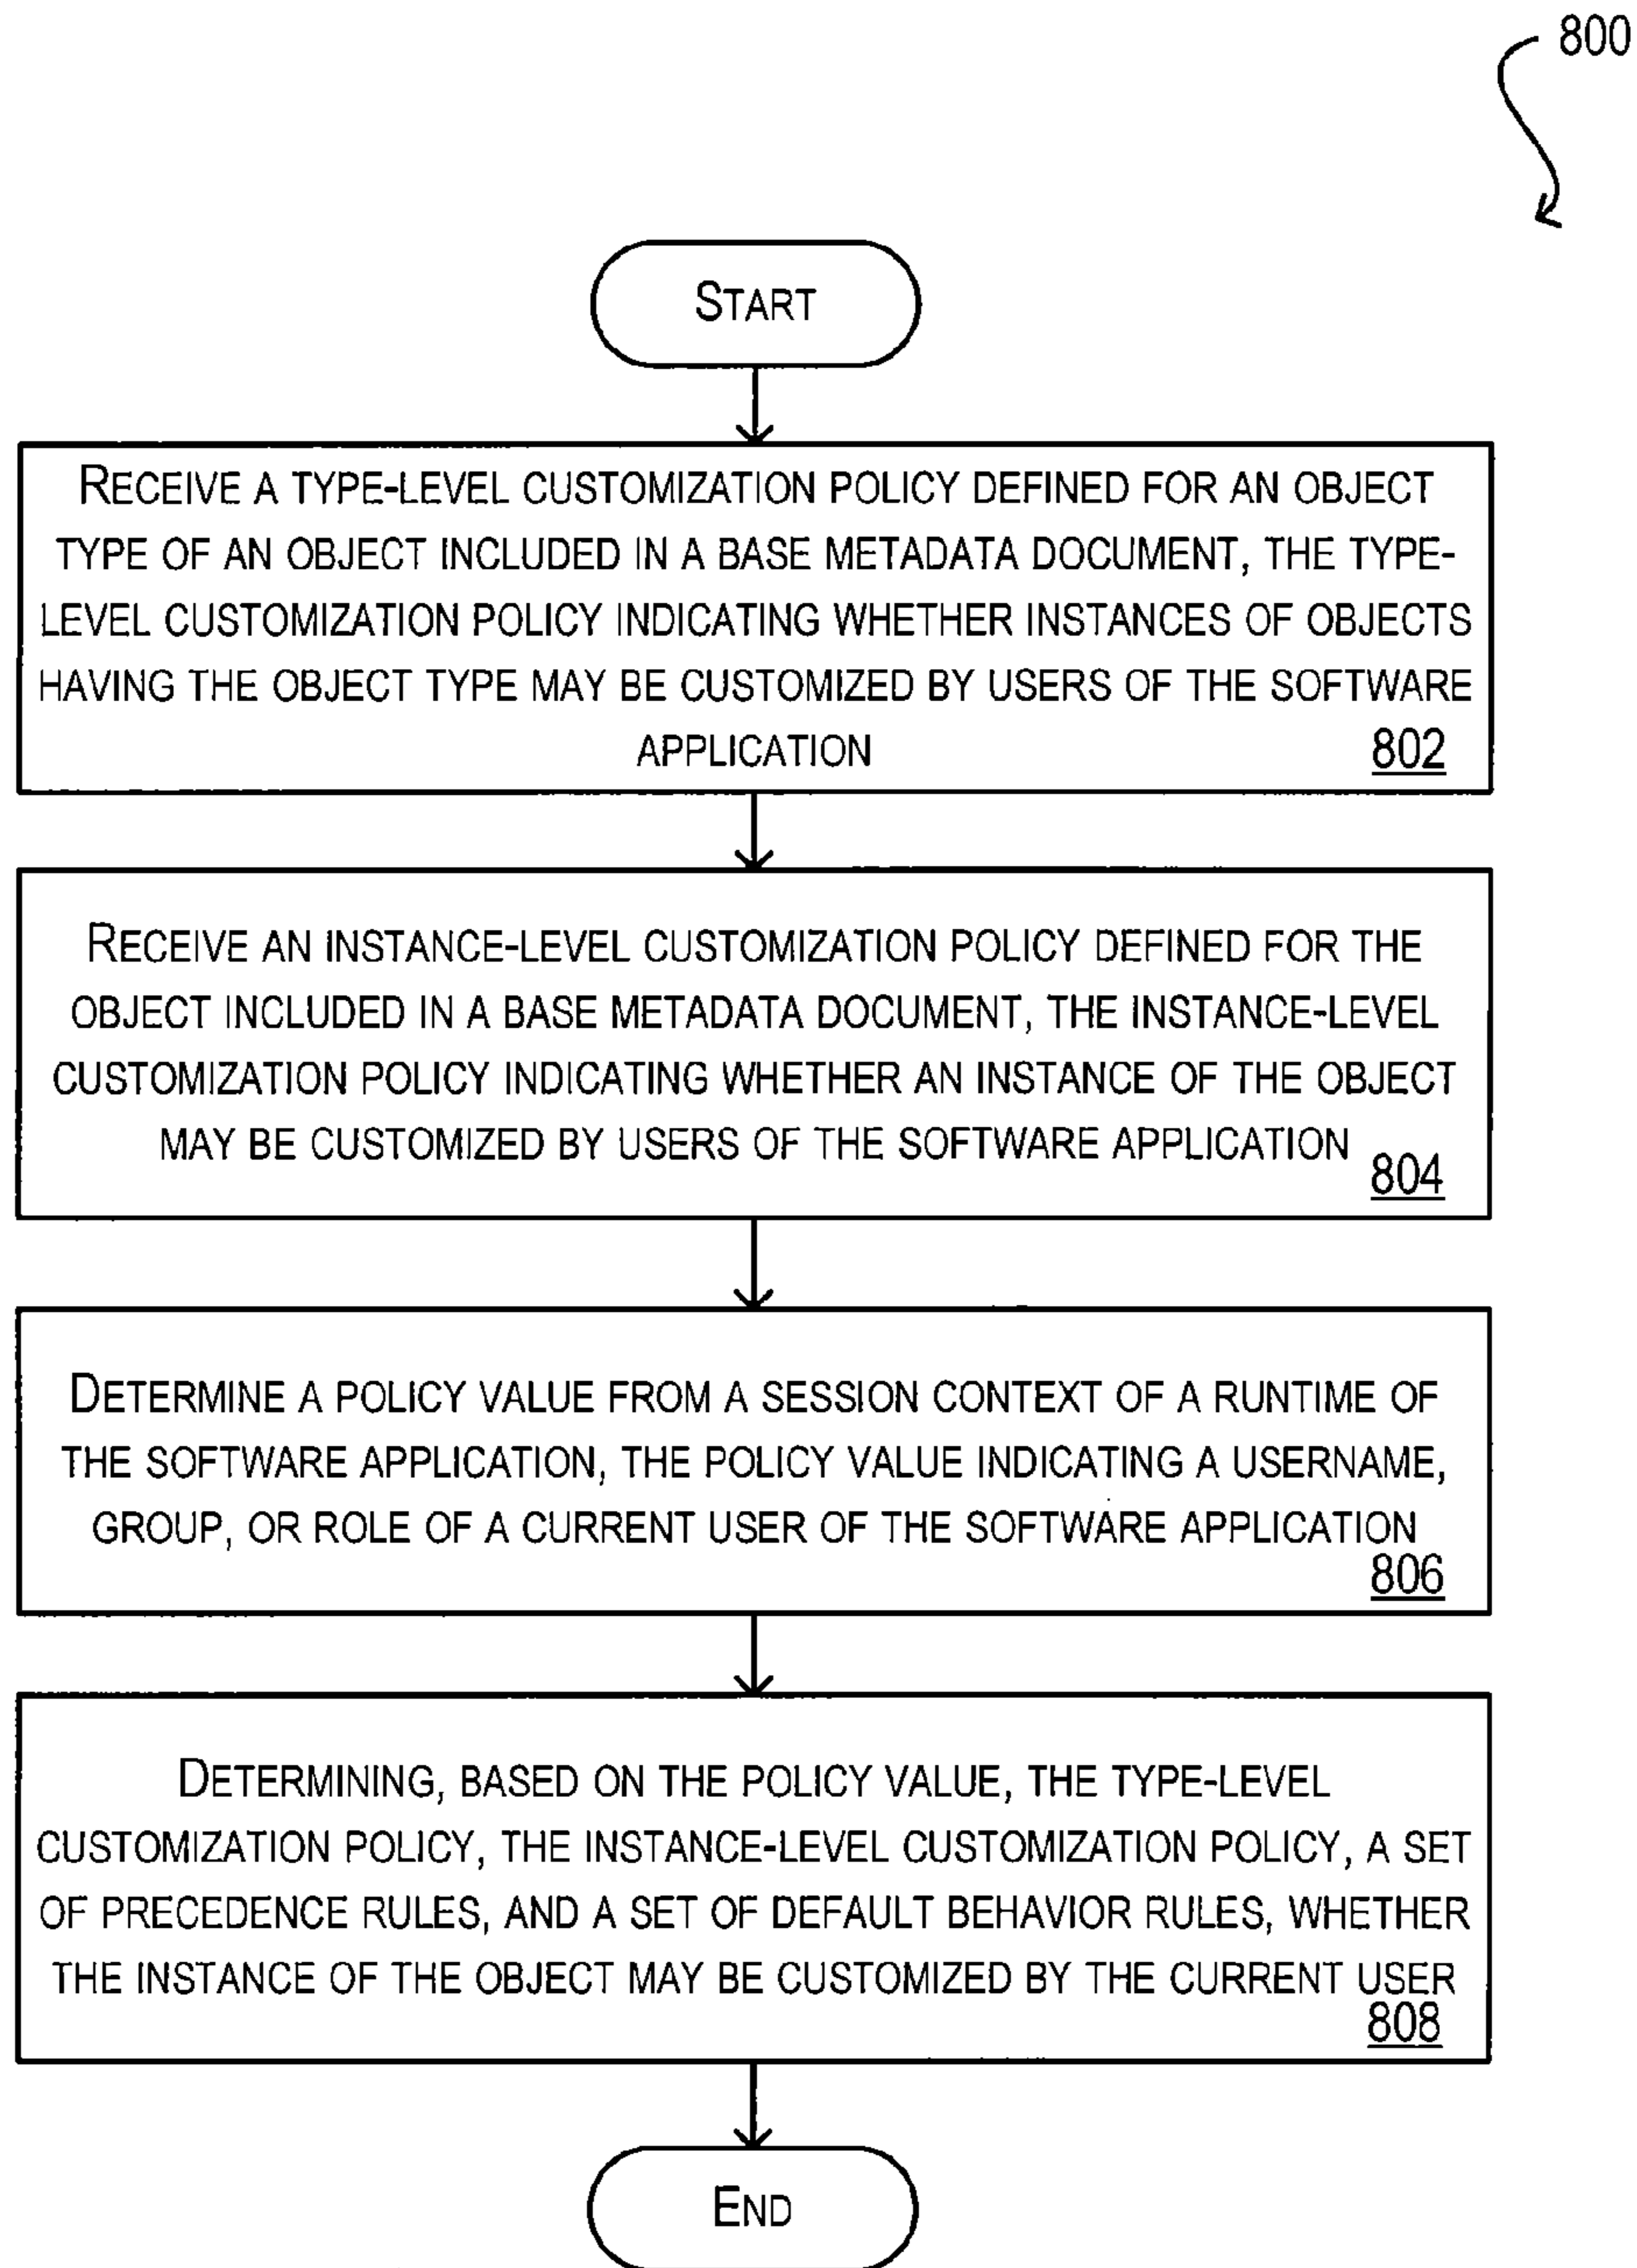 800
START
RECEIVE A TYPE-LEVEL CUSTOMIZATION POLICY DEFINED FOR AN OBJECT
TYPE OF AN OBJECT INCLUDED IN A BASE METADATA DOCUMENT, THE TYPE-
LEVEL CUSTOMIZATION POLICY INDICATING WHETHER INSTANCES OF OBJECTS
HAVING THE OBJECT TYPE MAY BE CUSTOMIZED BY USERS OF THE SOFTWARE
APPLICATION
802
RECEIVE AN INSTANCE-LEVEL CUSTOMIZATION POLICY DEFINED FOR THE
OBJECT INCLUDED IN A BASE METADATA DOCUMENT, THE INSTANCE-LEVEL
CUSTOMIZATION POLICY INDICATING WHETHER AN INSTANCE OF THE OBJECT
MAY BE CUSTOMIZED BY USERS OF THE SOFTWARE APPLICATION
804
DETERMINE A POLICY VALUE FROM A SESSION CONTEXT OF A RUNTIME OF
THE SOFTWARE APPLICATION, THE POLICY VALUE INDICATING A USERNAME,
GROUP, OR ROLE OF A CURRENT USER OF THE SOFTWARE APPLICATION
806
DETERMINING, BASED ON THE POLICY VALUE, THE TYPE-LEVEL
CUSTOMIZATION POLICY, THE INSTANCE-LEVEL CUSTOMIZATION POLICY, A SET
OF PRECEDENCE RULES, AND A SET OF DEFAULT BEHAVIOR RULES, WHETHER
THE INSTANCE OF THE OBJECT MAY BE CUSTOMIZED BY THE CURRENT USER
808
END